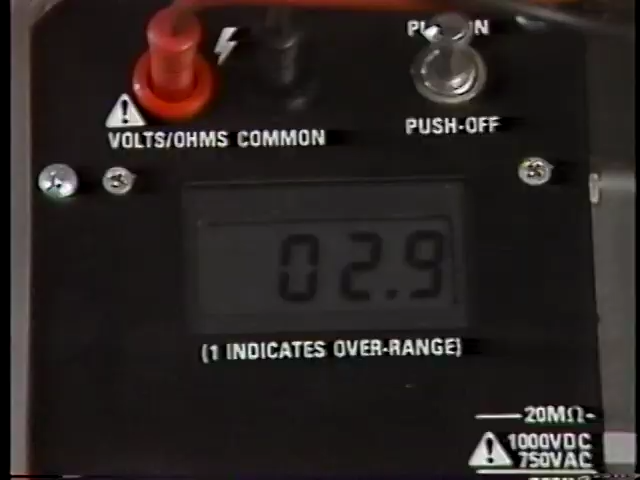 VOLTS/OHMS COMMON
PUSH-OFF
02.9
(1 INDICATES OVER-RANGE)
20MΩ
1000VDC
750VAC